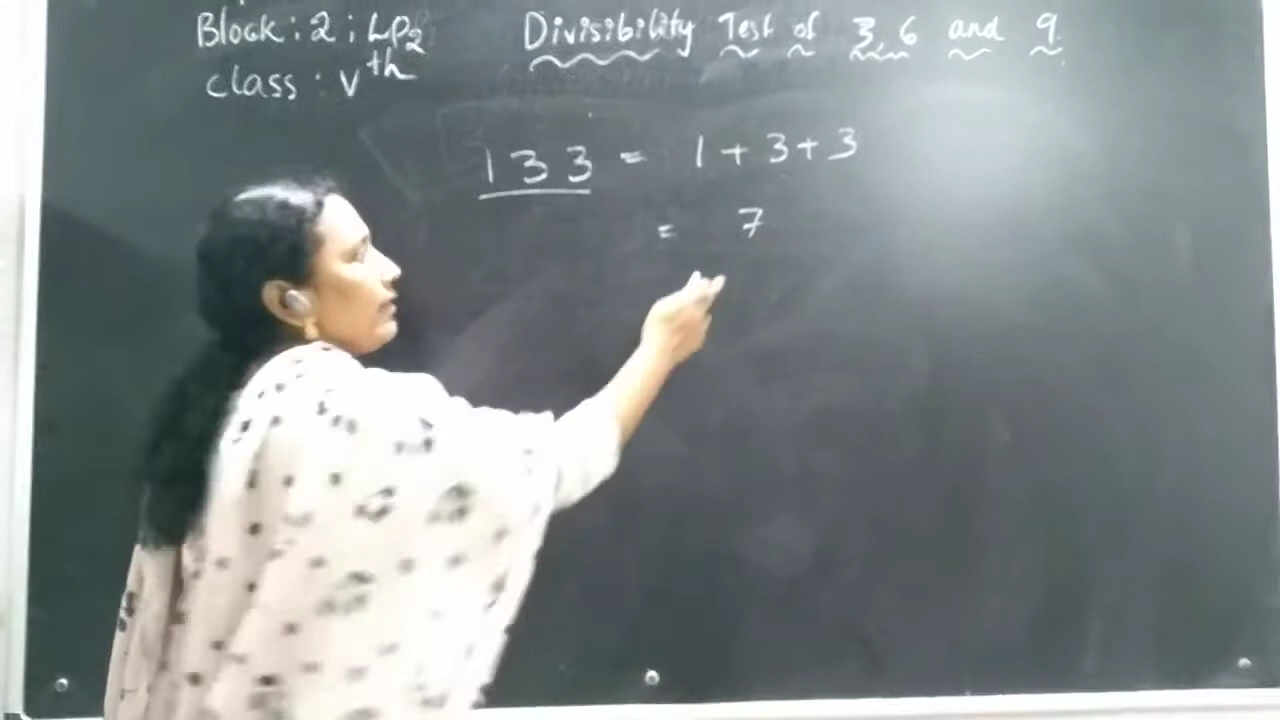 Block : 2 ; LP2 Divisibility Test of 3, 6 and 9.
class : Vth
133 = 1 + 3 + 3
= 7